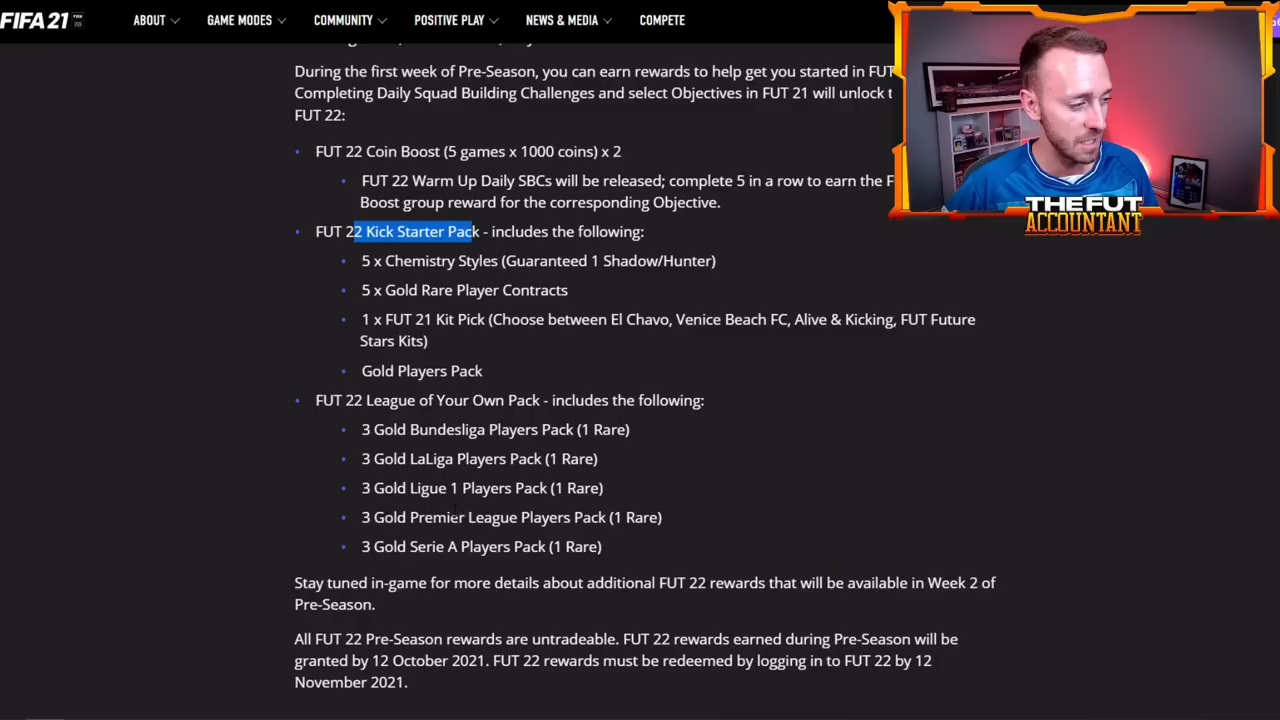 FIFA 21
ABOUT
GAME MODES
COMMUNITY
POSITIVE PLAY
NEWS & MEDIA
COMPETE
During the first week of Pre-Season, you can earn rewards to help get you started in FUT
Completing Daily Squad Building Challenges and select Objectives in FUT 21 will unlock
FUT 22:
• FUT 22 Coin Boost (5 games x 1000 coins) x 2
• FUT 22 Warm Up Daily SBCs will be released; complete 5 in a row to earn the
Boost group reward for the corresponding Objective.
• FUT 22 Kick Starter Pack - includes the following:
• 5 x Chemistry Styles (Guaranteed 1 Shadow/Hunter)
• 5 x Gold Rare Player Contracts
• 1 x FUT 21 Kit Pick (Choose between El Chavo, Venice Beach FC, Alive & Kicking, FUT Future
Stars Kits)
• Gold Players Pack
• FUT 22 League of Your Own Pack - includes the following:
• 3 Gold Bundesliga Players Pack (1 Rare)
• 3 Gold LaLiga Players Pack (1 Rare)
• 3 Gold Ligue 1 Players Pack (1 Rare)
• 3 Gold Premier League Players Pack (1 Rare)
• 3 Gold Serie A Players Pack (1 Rare)
Stay tuned in-game for more details about additional FUT 22 rewards that will be available in Week 2 of
Pre-Season.
All FUT 22 Pre-Season rewards are untradeable. FUT 22 rewards earned during Pre-Season will be
granted by 12 October 2021. FUT 22 rewards must be redeemed by logging in to FUT 22 by 12
November 2021.
THE FUT
ACCOUNTANT